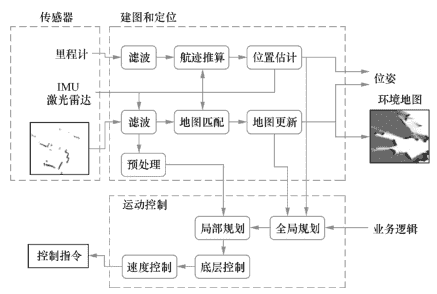 传感器
建图和定位
里程计
滤波
航迹推算
位置估计
位姿
IMU
激光雷达
环境地图
滤波
地图匹配
地图更新
预处理
运动控制
局部规划
全局规划
业务逻辑
控制指令
速度控制
底层控制